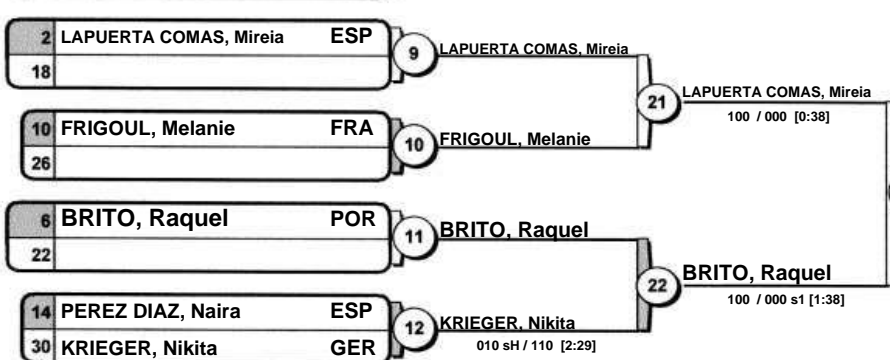 2 LAPUERTA COMAS, Mireia ESP
18
9
LAPUERTA COMAS, Mireia
10 FRIGOUL, Melanie FRA
26
10
FRIGOUL, Melanie
21
LAPUERTA COMAS, Mireia
100 / 000 [0:38]
6 BRITO, Raquel POR
22
11
BRITO, Raquel
14 PEREZ DIAZ, Naira ESP
30 KRIEGER, Nikita GER
12
KRIEGER, Nikita
010 sH / 110 [2:29]
22
BRITO, Raquel
100 / 000 s1 [1:38]